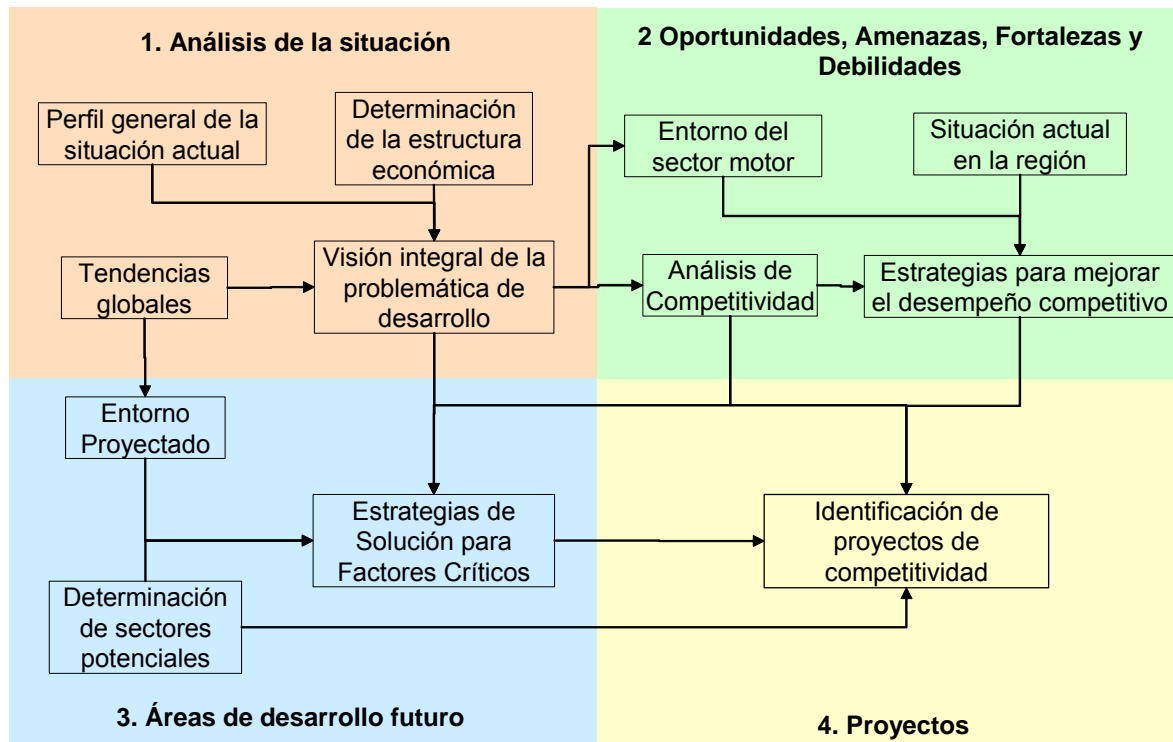 1. Análisis de la situación
Perfil general de la
situación actual
Determinación
de la estructura
económica
Tendencias
globales
Visión integral de la
problemática de
desarrollo
2 Oportunidades, Amenazas, Fortalezas y
Debilidades
Entorno del
sector motor
Situación actual
en la región
Análisis de
Competitividad
Estrategias para mejorar
el desempeño competitivo
Entorno
Proyectado
Estrategias de
Solución para
Factores Críticos
Determinación
de sectores
potenciales
3. Áreas de desarrollo futuro
Identificación de
proyectos de
competitividad
4. Proyectos